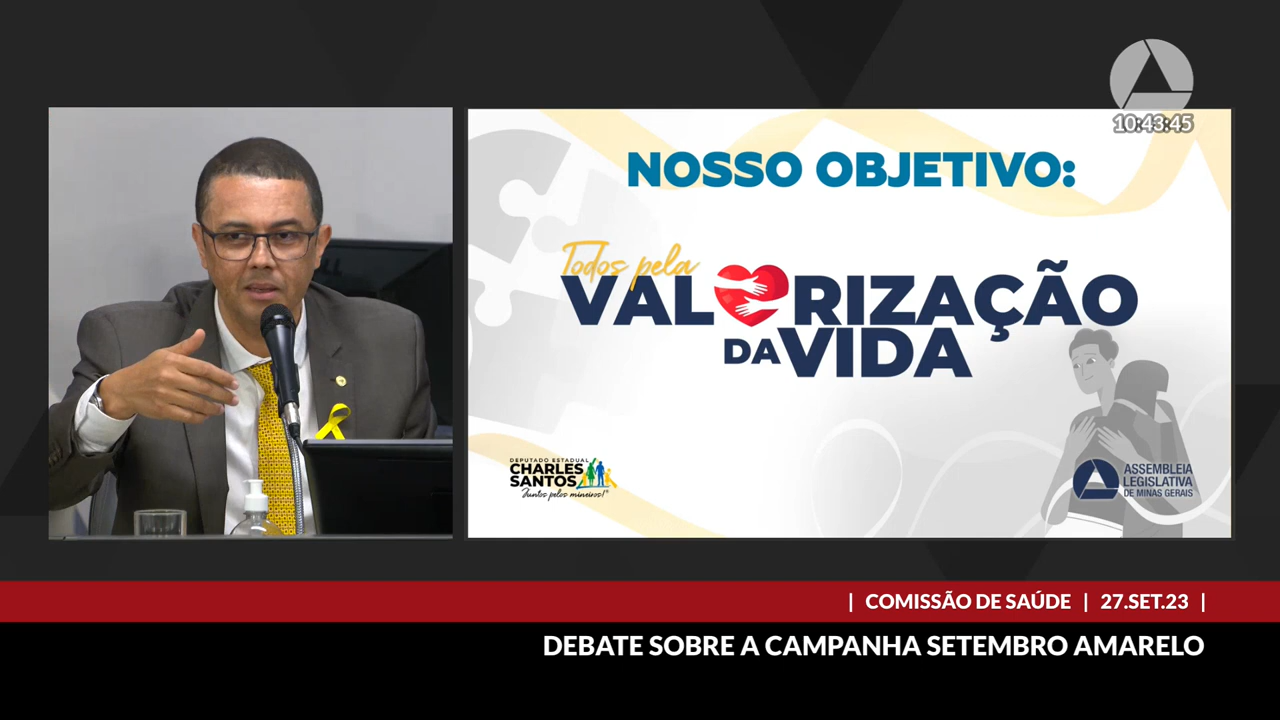 10:43:45
NOSSO OBJETIVO:
Todos pela
VALORIZAÇÃO
DA VIDA
DEPUTADO ESTADUAL
CHARLES
SANTOS
Juntos pelos mineiros!
ASSEMBLEIA
LEGISLATIVA
DE MINAS GERAIS
| COMISSÃO DE SAÚDE | 27.SET.23 |
DEBATE SOBRE A CAMPANHA SETEMBRO AMARELO